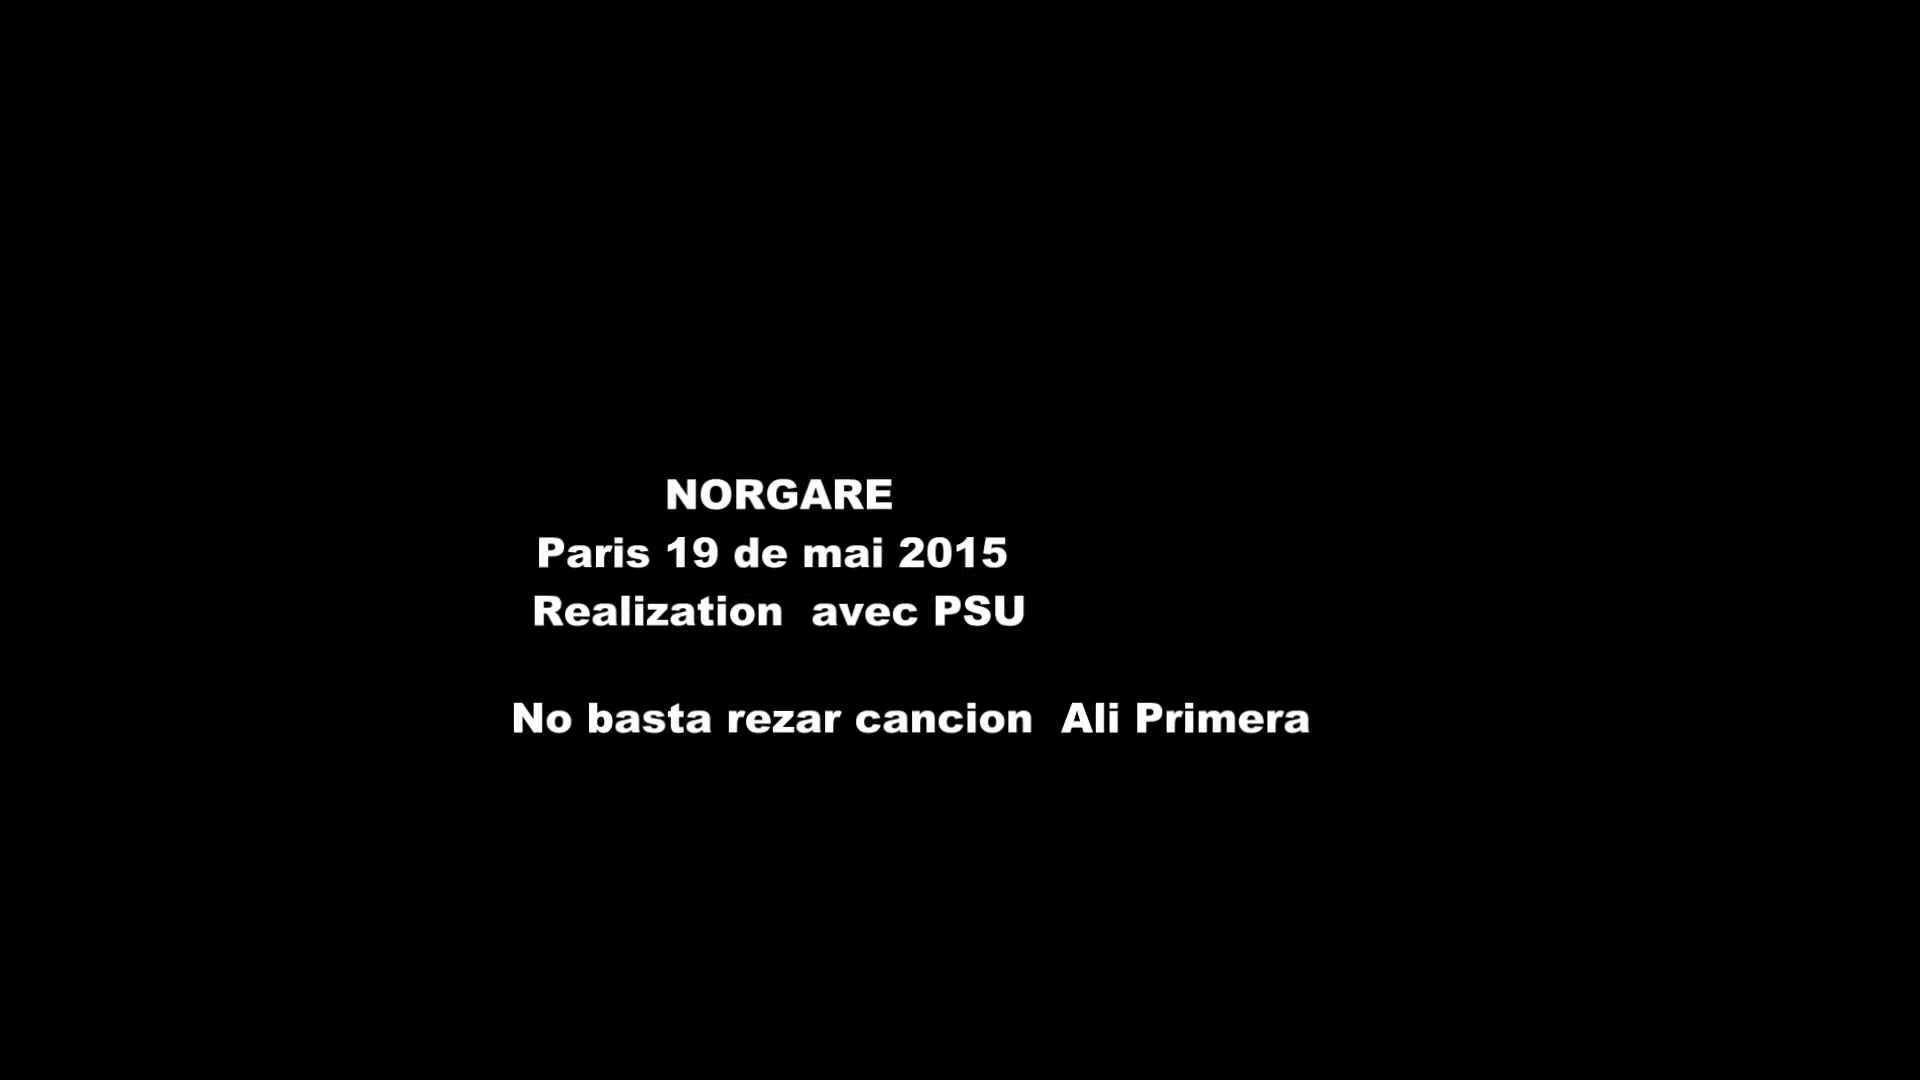 NORGARE
Paris 19 de mai 2015
Realization  avec PSU
No basta rezar cancion  Ali Primera